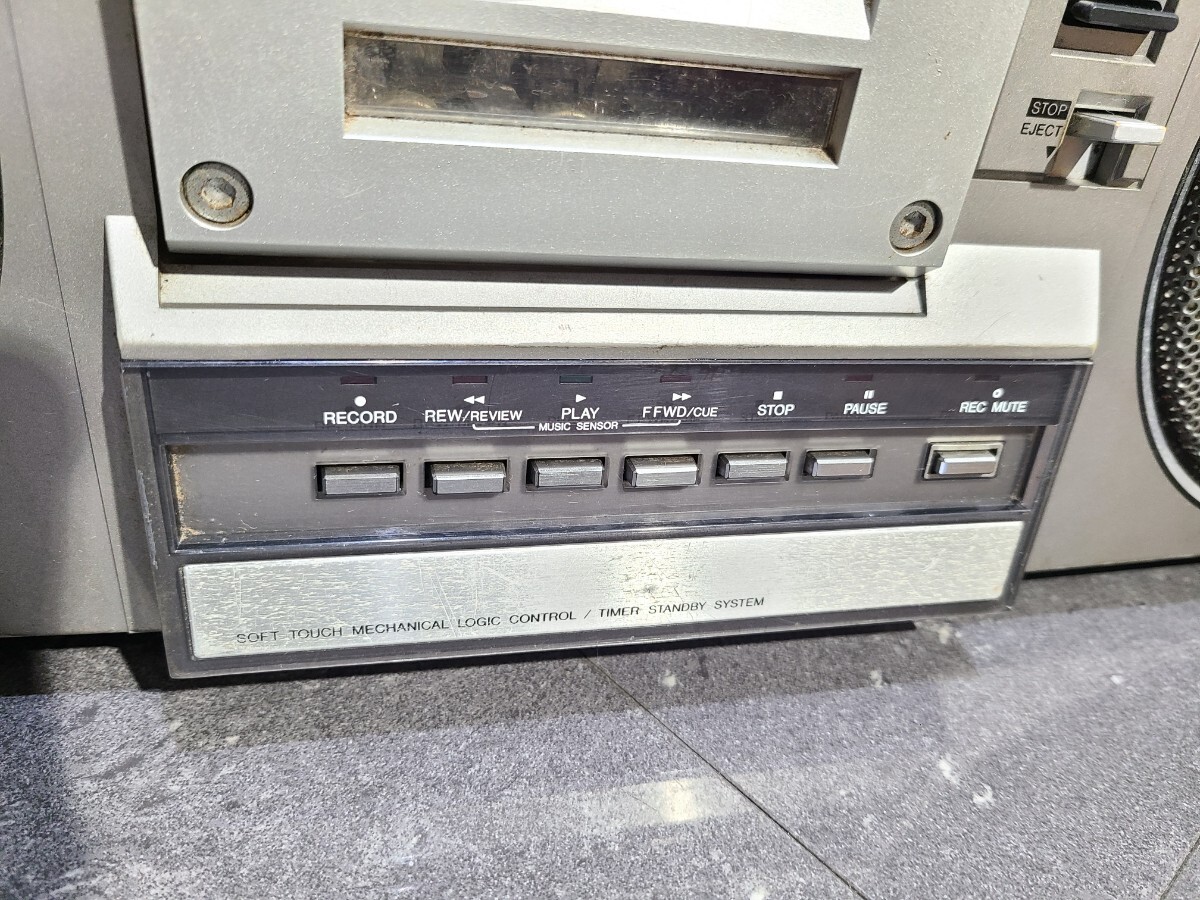 STOP
EJECT
RECORD
REW/REVIEW
PLAY
FFWD/CUE
STOP
PAUSE
REC MUTE
MUSIC SENSOR
SOFT TOUCH MECHANICAL LOGIC CONTROL / TIMER STANDBY SYSTEM